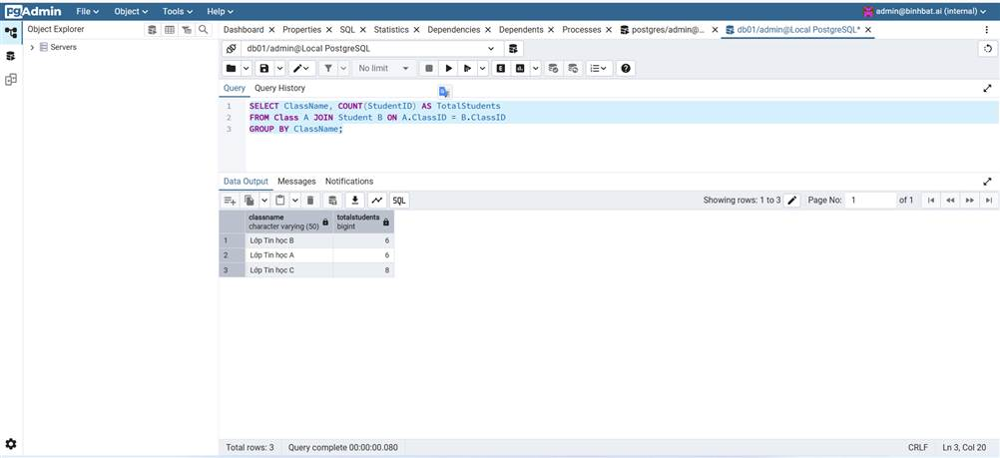 pgAdmin File Object Tools Help admin@binhbat.ai (internal)
Object Explorer
Dashboard Properties SQL Statistics Dependencies Dependents Processes postgres/admin@... db01/admin@Local PostgreSQL*
Servers
db01/admin@Local PostgreSQL
No limit
Query Query History
1 SELECT ClassName, COUNT(StudentID) AS TotalStudents
2 FROM Class A JOIN Student B ON A.ClassID = B.ClassID
3 GROUP BY ClassName;
Data Output Messages Notifications
SQL Showing rows: 1 to 3 Page No: 1 of 1
classname totalstudents
character varying (50) bigint
1 Lớp Tin học B 6
2 Lớp Tin học A 6
3 Lớp Tin học C 8
Total rows: 3 Query complete 00:00:00.080 CRLF Ln 3, Col 20